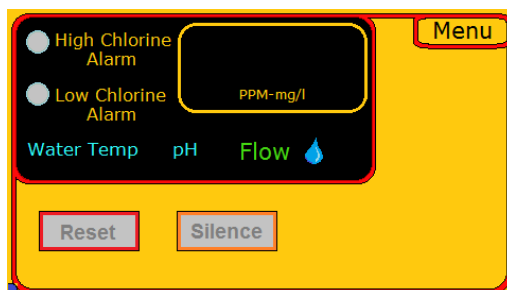 High Chlorine
Alarm
Menu
Low Chlorine
Alarm
PPM-mg/l
Water Temp pH Flow
Reset Silence